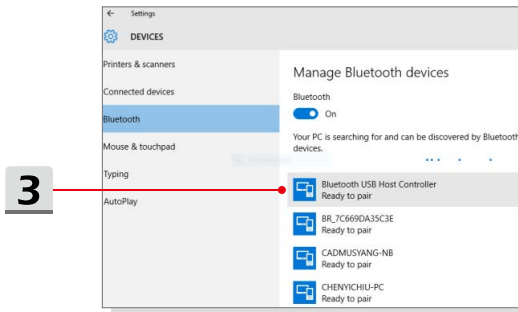 ← Settings
DEVICES
Printers & scanners
Connected devices
Bluetooth
Mouse & touchpad
Typing
AutoPlay
Manage Bluetooth devices
Bluetooth
On
Your PC is searching for and can be discovered by Bluetooth
devices.
Bluetooth USB Host Controller
Ready to pair
BR_7C669DA35C3E
Ready to pair
CADMUSYANG-NB
Ready to pair
CHENYICHIU-PC
Ready to pair
3